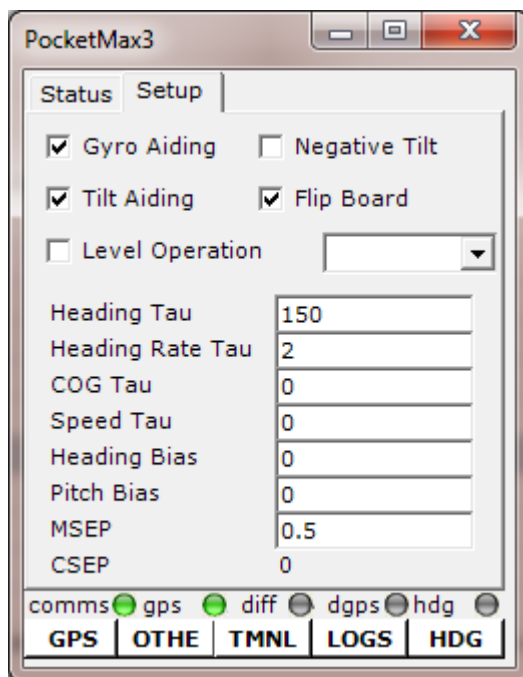 PocketMax3
Status Setup
Gyro Aiding Negative Tilt
Tilt Aiding Flip Board
Level Operation
Heading Tau 150
Heading Rate Tau 2
COG Tau 0
Speed Tau 0
Heading Bias 0
Pitch Bias 0
MSEP 0.5
CSEP 0
comms gps diff dgps hdg
GPS OTHE TMNL LOGS HDG